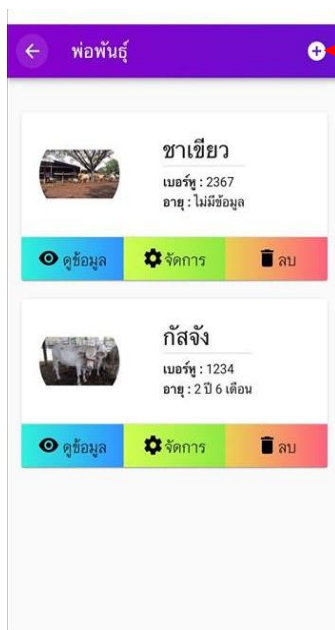 พ่อพันธุ์
ชาเขียว
เบอร์หู : 2367
อายุ : ไม่มีข้อมูล
ดูข้อมูล
จัดการ
ลบ
กัสจัง
เบอร์หู : 1234
อายุ : 2 ปี 6 เดือน
ดูข้อมูล
จัดการ
ลบ